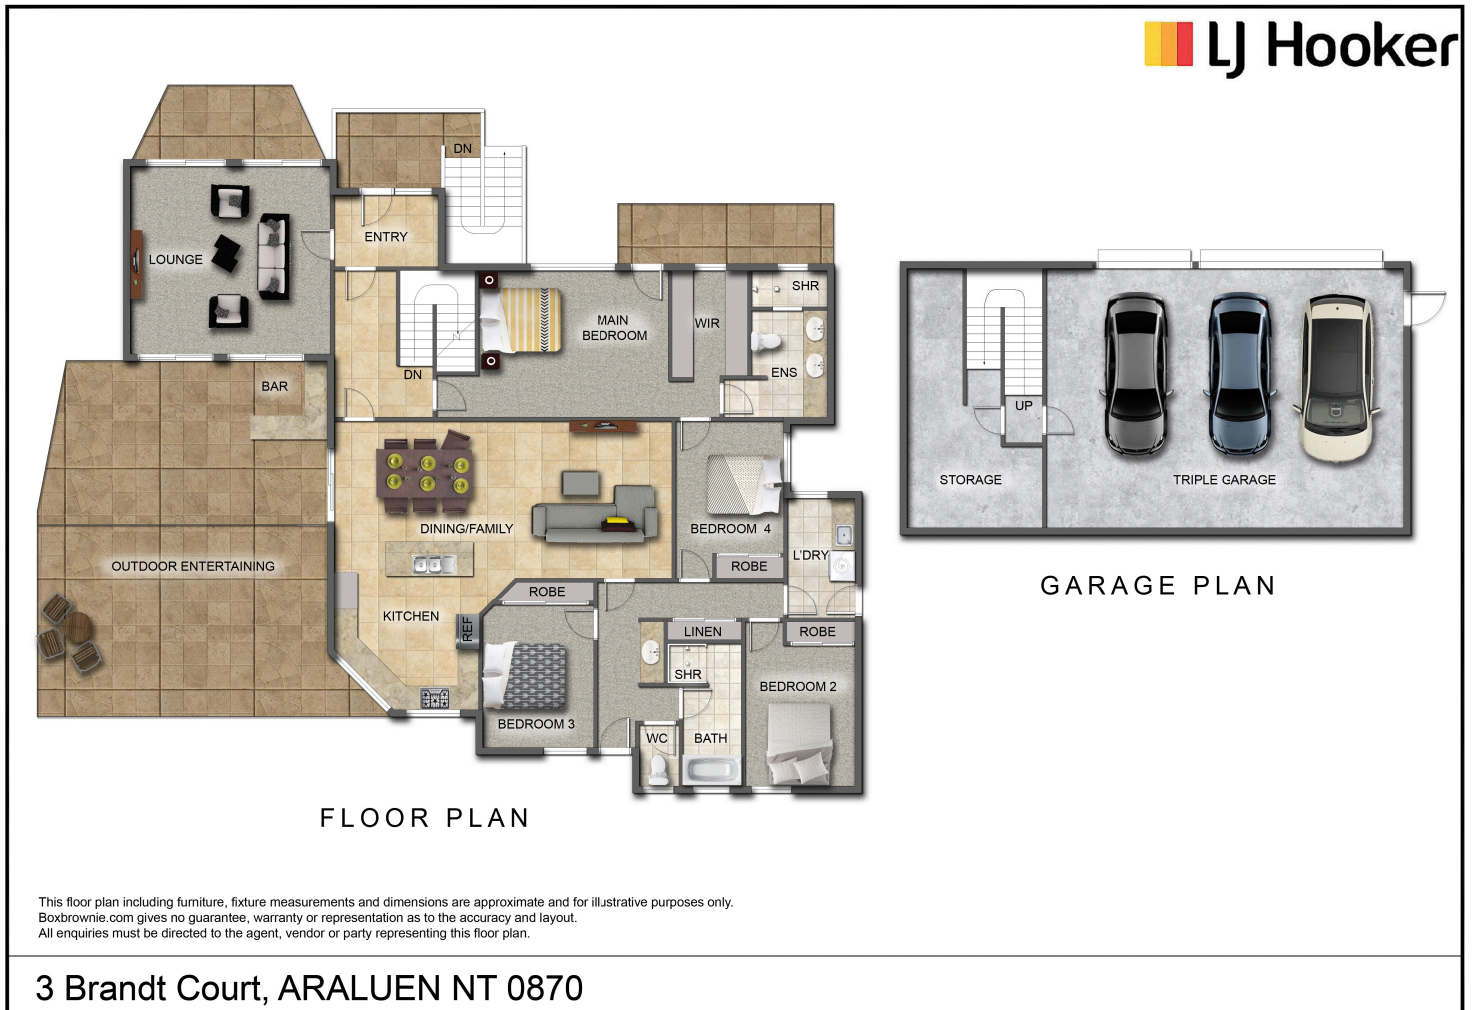 LJ Hooker
DN
ENTRY
LOUNGE
SHR
MAIN
BEDROOM
WIR
ENS
DN
BAR
UP
STORAGE
TRIPLE GARAGE
DINING/FAMILY
BEDROOM 4
L'DRY
OUTDOOR ENTERTAINING
ROBE
GARAGE PLAN
ROBE
KITCHEN
REF
LINEN
ROBE
SHR
BEDROOM 2
BEDROOM 3
WC
BATH
FLOOR PLAN
This floor plan including furniture, fixture measurements and dimensions are approximate and for illustrative purposes only.
Boxbrownie.com gives no guarantee, warranty or representation as to the accuracy and layout.
All enquiries must be directed to the agent, vendor or party representing this floor plan.
3 Brandt Court, ARALUEN NT 0870